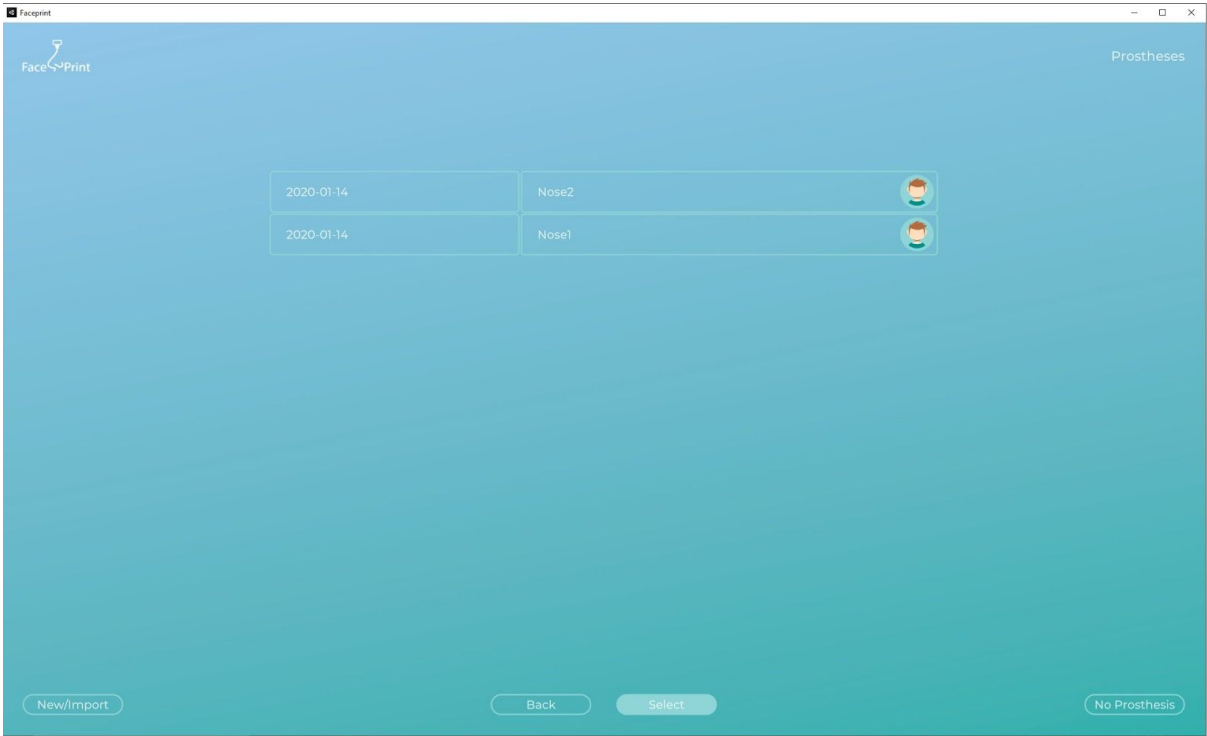 Faceprint
Face Print
Prostheses
2020-01-14 Nose2
2020-01-14 Nose1
New/Import Back Select No Prosthesis